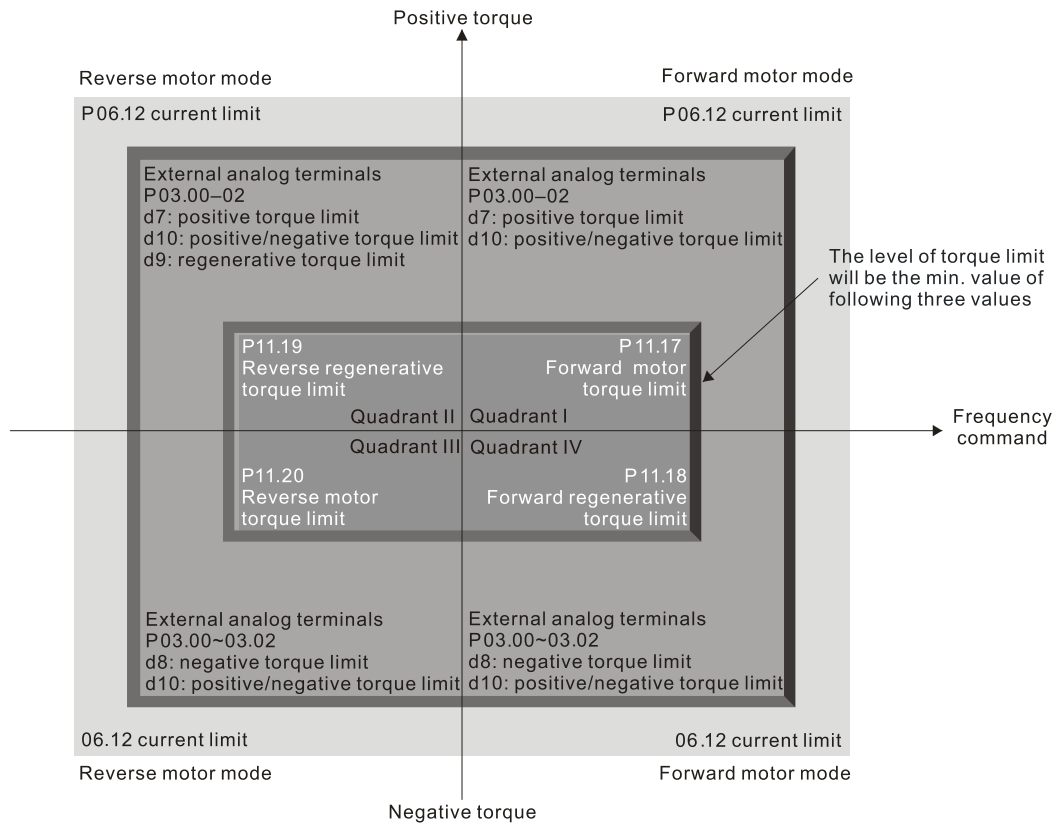 Positive torque
Reverse motor mode
Forward motor mode
P06.12 current limit
P06.12 current limit
External analog terminals
P03.00–02
d7: positive torque limit
d10: positive/negative torque limit
d9: regenerative torque limit
External analog terminals
P03.00–02
d7: positive torque limit
d10: positive/negative torque limit
The level of torque limit
will be the min. value of
following three values
P11.19
Reverse regenerative
torque limit
P11.17
Forward motor
torque limit
Quadrant II
Quadrant I
Frequency
command
Quadrant III
Quadrant IV
P11.20
Reverse motor
torque limit
P11.18
Forward regenerative
torque limit
External analog terminals
P03.00~03.02
d8: negative torque limit
d10: positive/negative torque limit
External analog terminals
P03.00~03.02
d8: negative torque limit
d10: positive/negative torque limit
06.12 current limit
06.12 current limit
Reverse motor mode
Forward motor mode
Negative torque